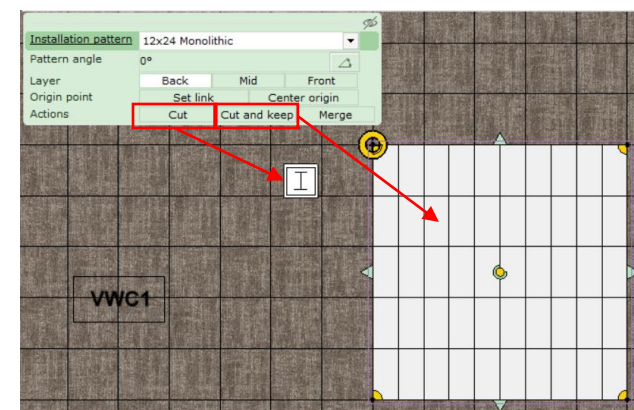 Installation pattern 12x24 Monolithic
Pattern angle 0°
Layer Back Mid Front
Origin point Set link Center origin
Actions Cut Cut and keep Merge
VWC1